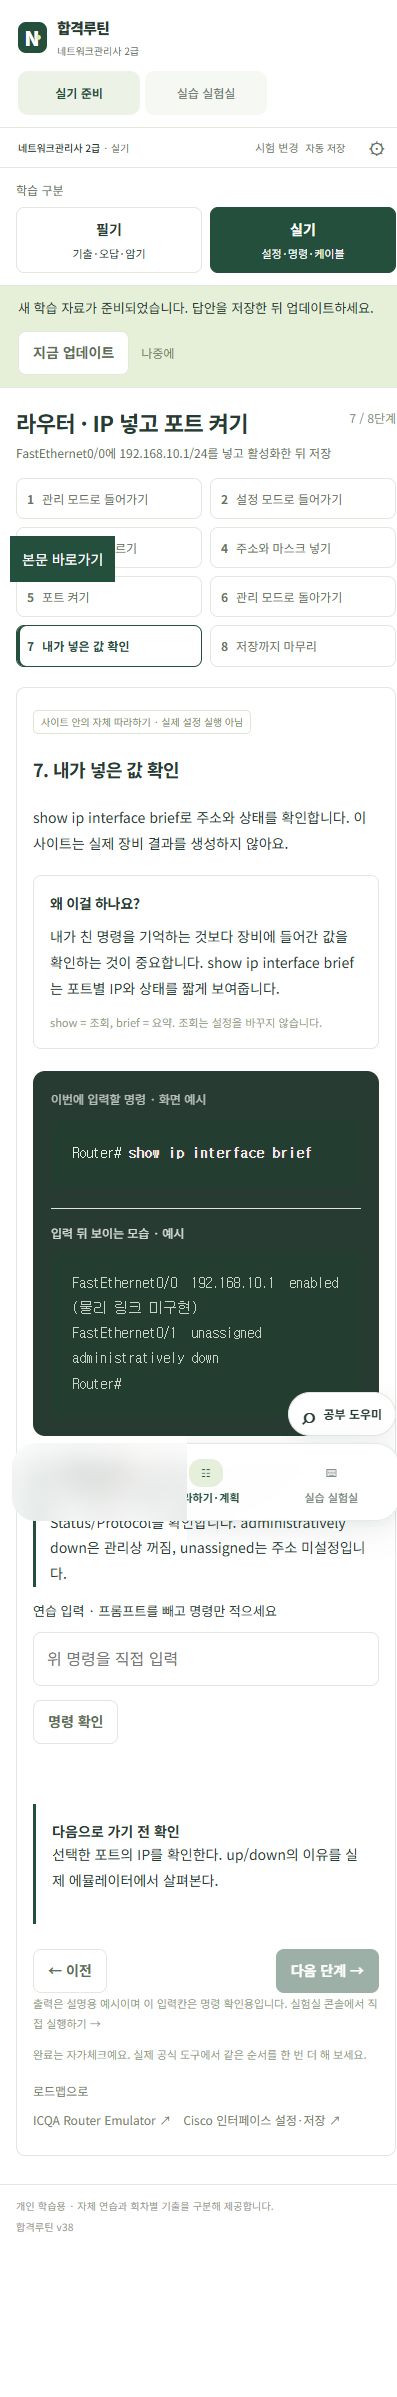 합격루틴
네트워크관리사 2급
실기 준비
실습 실험실
네트워크관리사 2급 · 실기
시험 변경
자동 저장
학습 구분
필기
기출·오답·암기
실기
설정·명령·케이블
새 학습 자료가 준비되었습니다. 답안을 저장한 뒤 업데이트하세요.
지금 업데이트
나중에
라우터 · IP 넣고 포트 켜기
7 / 8단계
FastEthernet0/0에 192.168.10.1/24를 넣고 활성화한 뒤 저장
1 관리 모드로 들어가기
2 설정 모드로 들어가기
본문 바로가기
르기
4 주소와 마스크 넣기
5 포트 켜기
6 관리 모드로 돌아가기
7 내가 넣은 값 확인
8 저장까지 마무리
사이트 안의 자체 따라하기 · 실제 설정 실행 아님
7. 내가 넣은 값 확인
show ip interface brief로 주소와 상태를 확인합니다. 이
사이트는 실제 장비 결과를 생성하지 않아요.
왜 이걸 하나요?
내가 친 명령을 기억하는 것보다 장비에 들어간 값을
확인하는 것이 중요합니다. show ip interface brief
는 포트별 IP와 상태를 짧게 보여줍니다.
show = 조회, brief = 요약. 조회는 설정을 바꾸지 않습니다.
이번에 입력할 명령 · 화면 예시
Router# show ip interface brief
입력 뒤 보이는 모습 · 예시
FastEthernet0/0 192.168.10.1 enabled
(물리 링크 미구현)
FastEthernet0/1 unassigned
administratively down
Router#
공부 도우미
라하기·계획
실습 실험실
Status/Protocol을 확인합니다. administratively
down은 관리상 꺼짐, unassigned는 주소 미설정입니
다.
연습 입력 · 프롬프트를 빼고 명령만 적으세요
위 명령을 직접 입력
명령 확인
다음으로 가기 전 확인
선택한 포트의 IP를 확인한다. up/down의 이유를 실
제 에뮬레이터에서 살펴본다.
← 이전
다음 단계 →
출력은 설명용 예시이며 이 입력칸은 명령 확인용입니다. 실험실 콘솔에서 직
접 실행하기 →
완료는 자가체크예요. 실제 공식 도구에서 같은 순서를 한 번 더 해 보세요.
로드맵으로
ICQA Router Emulator ↗ Cisco 인터페이스 설정·저장 ↗
개인 학습용 · 자체 연습과 회차별 기출을 구분해 제공합니다.
합격루틴 v38